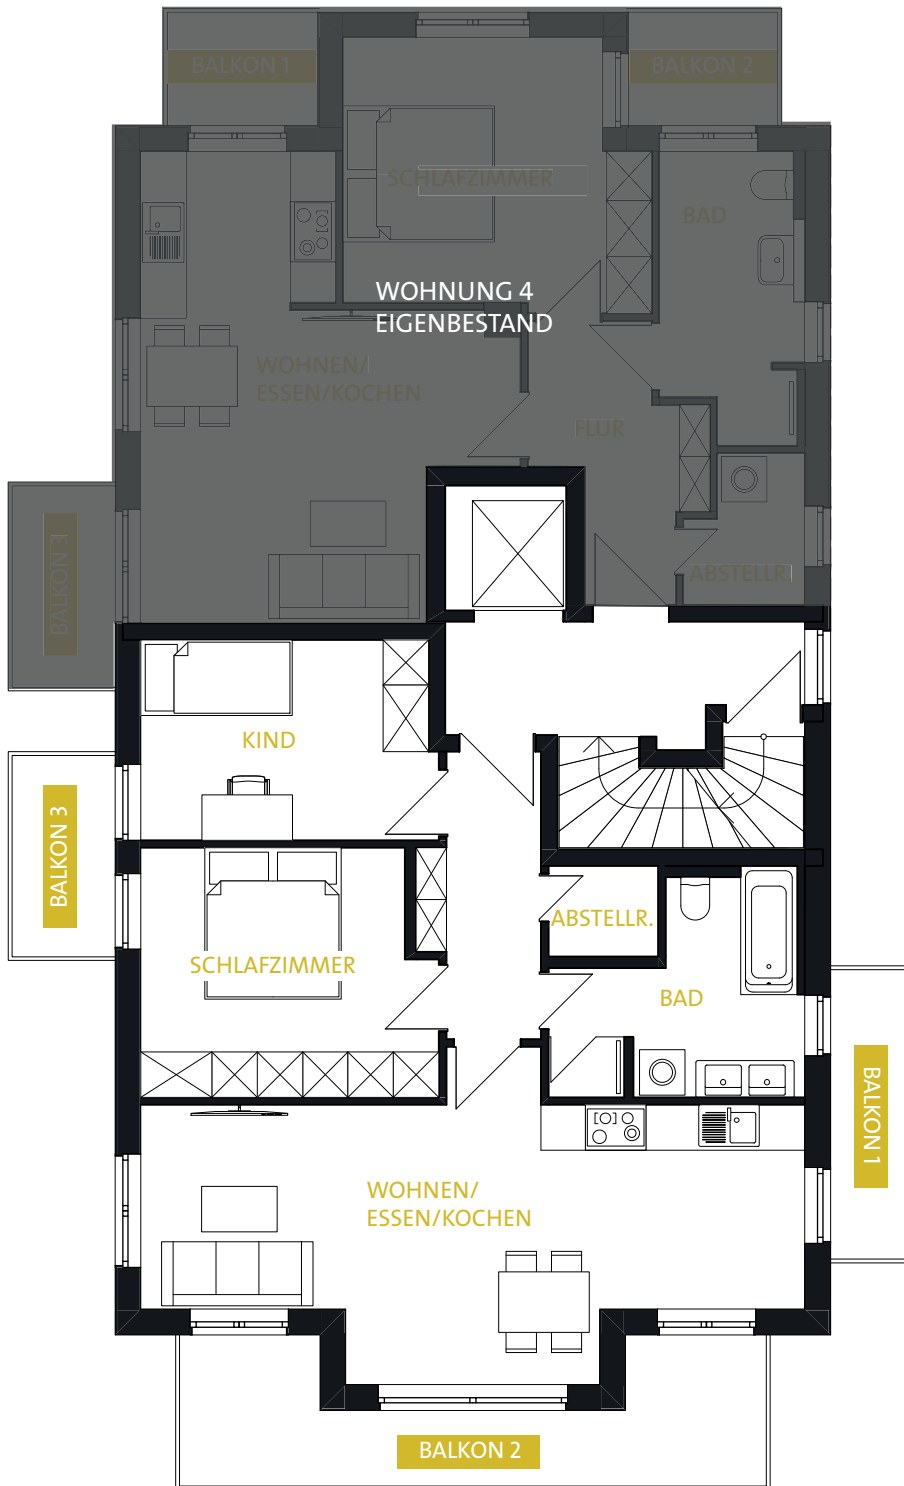 BALKON 1
BALKON 2
SCHLAFZIMMER
BAD
WOHNUNG 4
EIGENBESTAND
WOHNEN/
ESSEN/KOCHEN
FLUR
BALKON 3
ABSTELLR.
KIND
BALKON 3
ABSTELLR.
SCHLAFZIMMER
BAD
BALKON 1
WOHNEN/
ESSEN/KOCHEN
BALKON 2